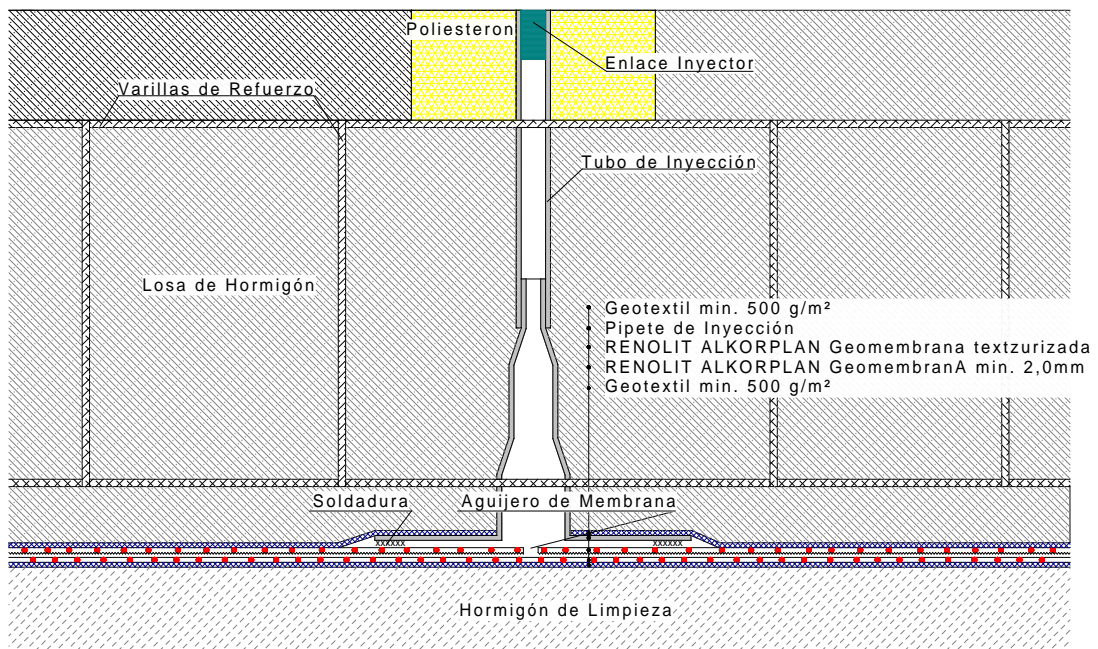 Poliesteron
Enlace Inyector
Varillas de Refuerzo
Tubo de Inyección
Losa de Hormigón
Geotextil min. 500 g/m²
Pipete de Inyección
RENOLIT ALKORPLAN Geomembrana textzurizada
RENOLIT ALKORPLAN GeomembranA min. 2,0mm
Geotextil min. 500 g/m²
Soldadura
Aguijero de Membrana
Hormigón de Limpieza